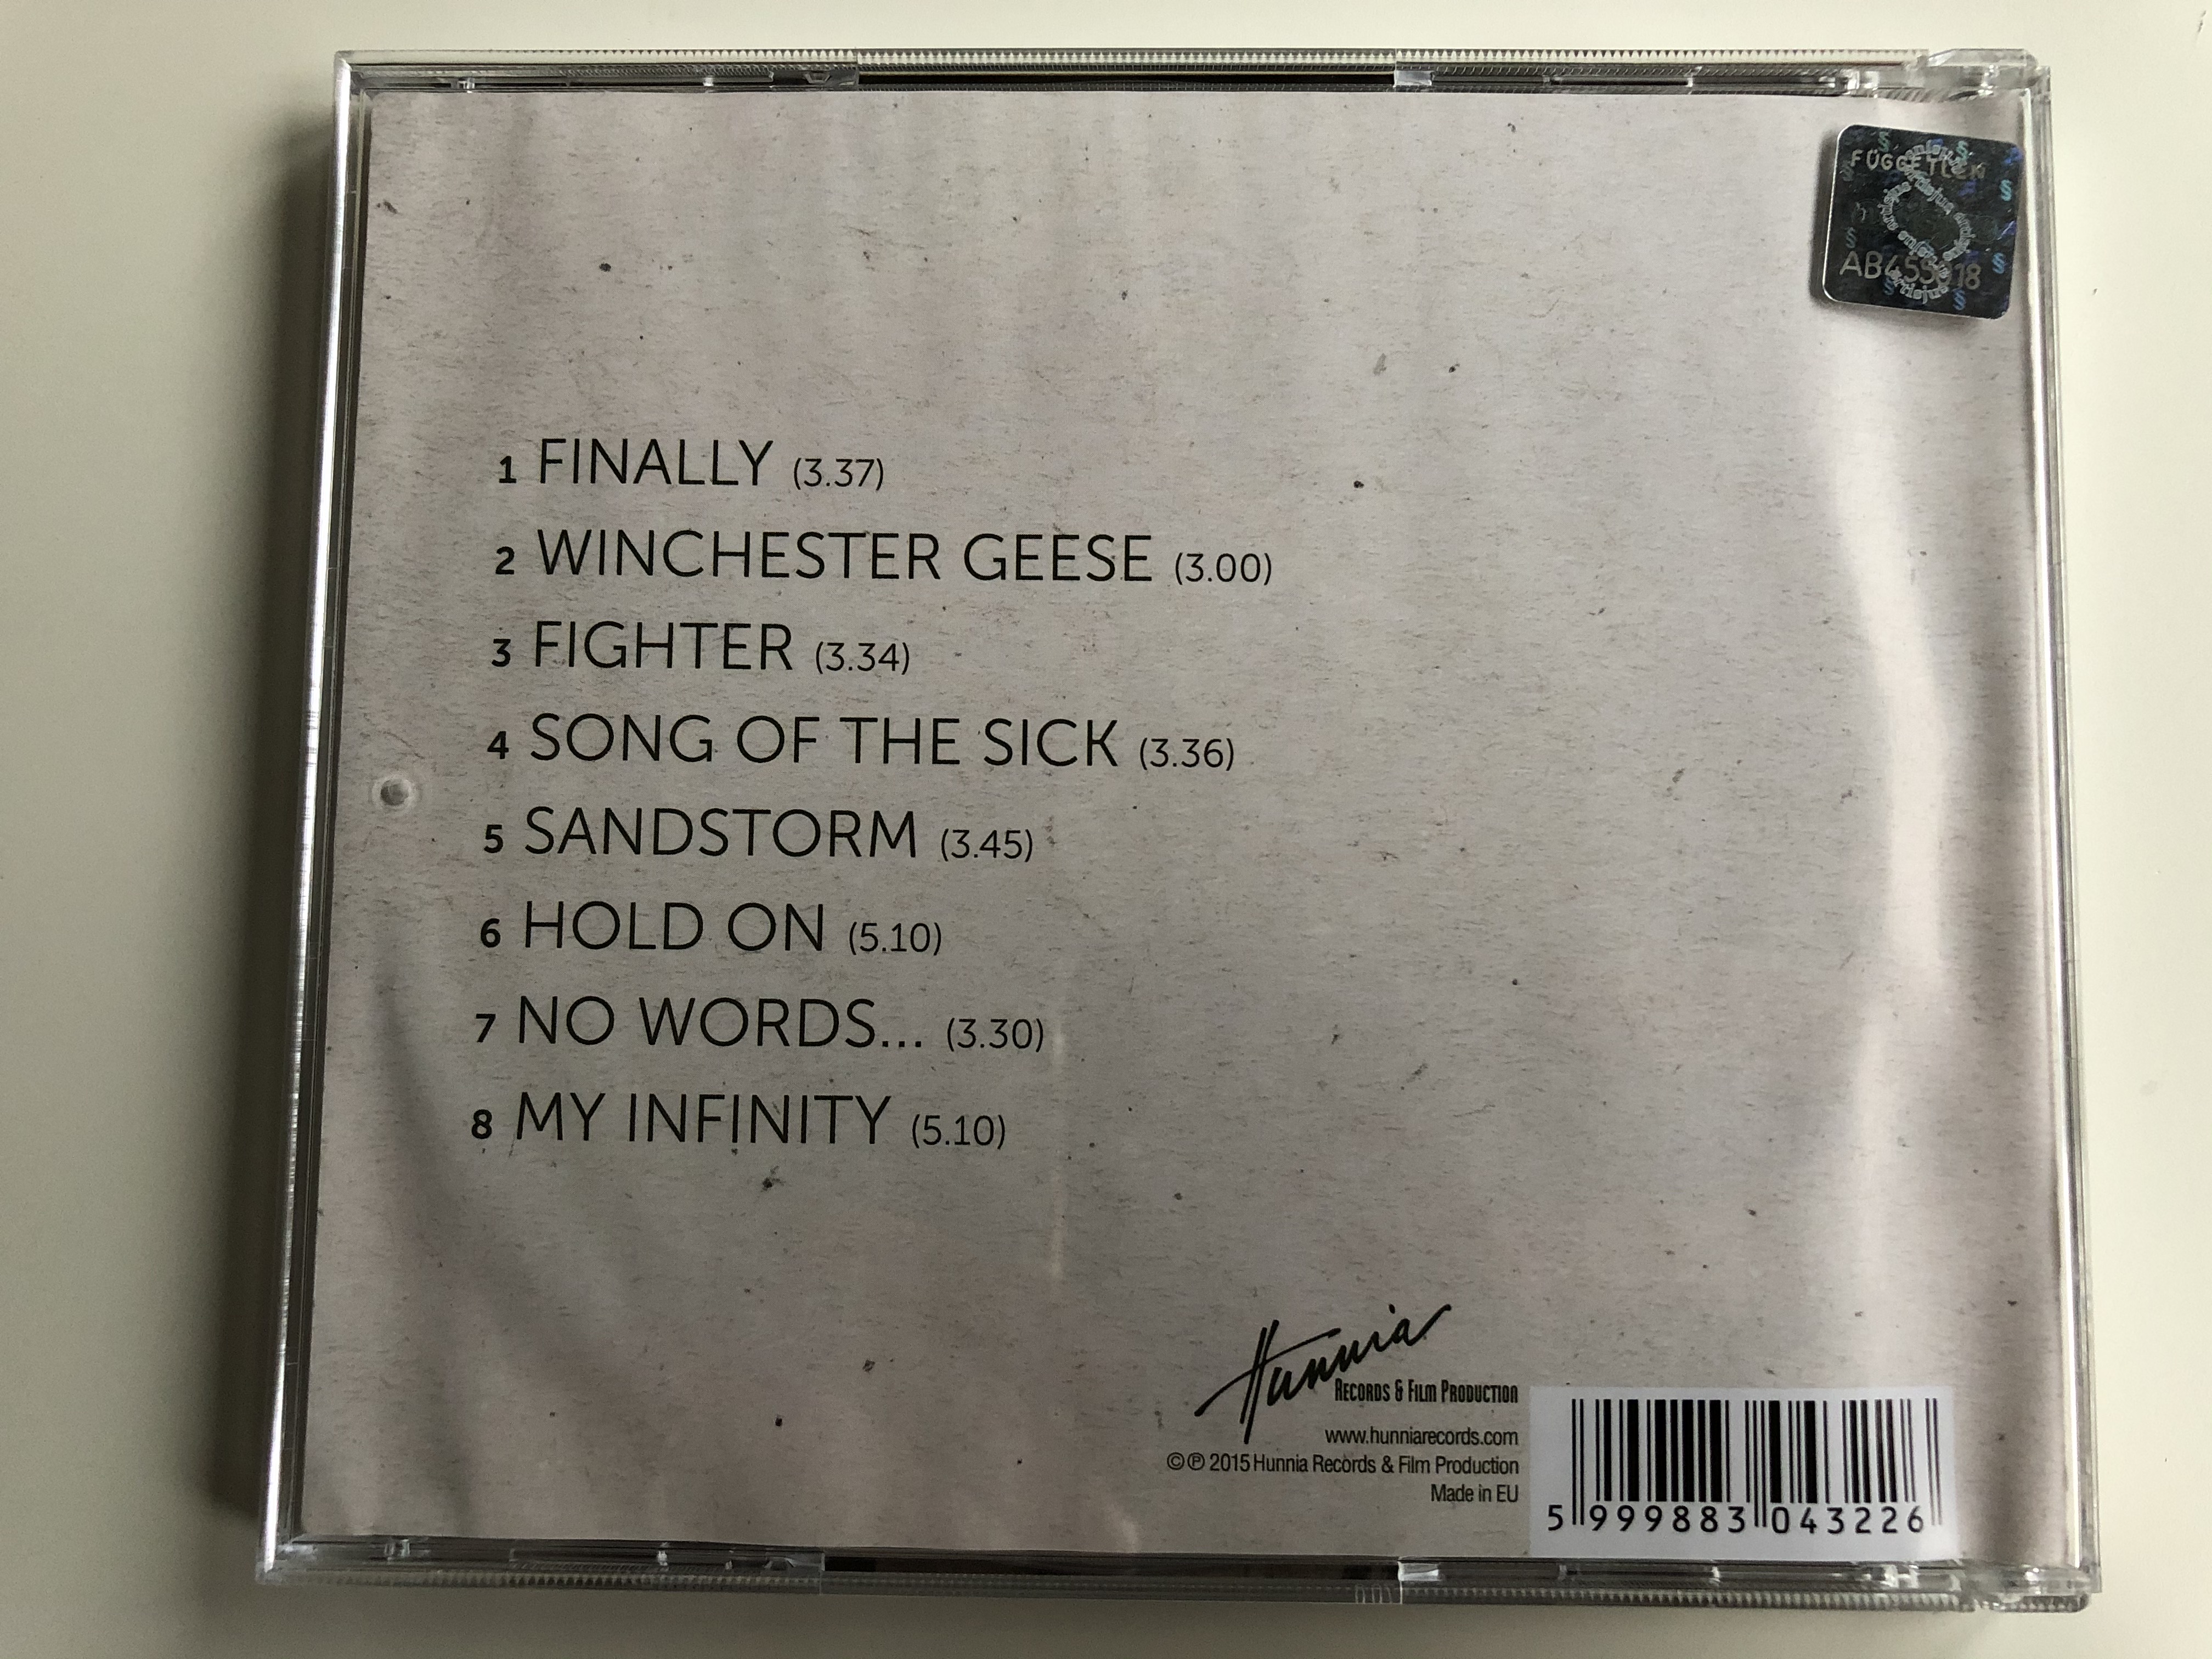 FÜGGETLEN
1 FINALLY (3.37)
2 WINCHESTER GEESE (3.00)
3 FIGHTER (3.34)
4 SONG OF THE SICK (3.36)
5 SANDSTORM (3.45)
6 HOLD ON (5.10)
7 NO WORDS... (3.30)
8 MY INFINITY (5.10)
Hunnia
RECORDS & FILM PRODUCTION
www.hunniarecords.com
©℗ 2015 Hunnia Records & Film Production
Made in EU
5 999883 043226